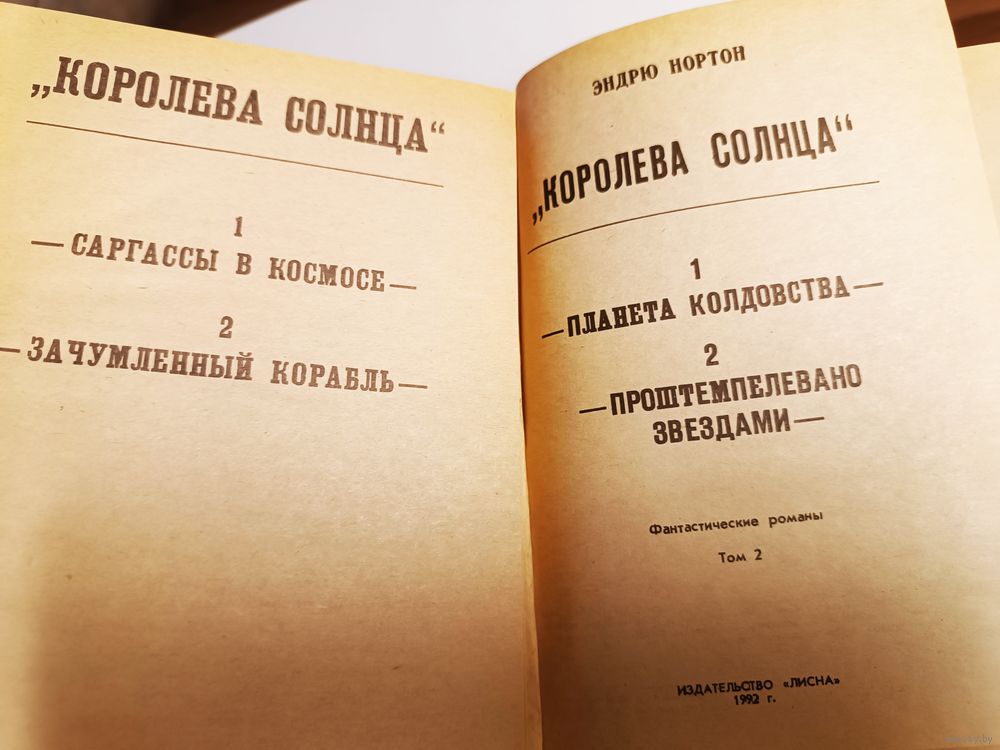 „КОРОЛЕВА СОЛНЦА“
1
— САРГАССЫ В КОСМОСЕ —
2
— ЗАЧУМЛЕННЫЙ КОРАБЛЬ —
ЭНДРЮ НОРТОН
„КОРОЛЕВА СОЛНЦА“
1
— ПЛАНЕТА КОЛДОВСТВА —
2
— ПРОШТЕМПЕЛЕВАНО
ЗВЕЗДАМИ —
Фантастические романы
Том 2
ИЗДАТЕЛЬСТВО «ЛИСНА»
1992 г.